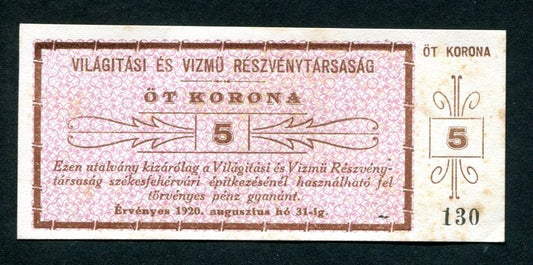 VILÁGITÁSI ÉS VIZMŰ RÉSZVÉNYTÁRSASÁG
ÖT KORONA
5
Ezen utalvány kizárólag a Világitási és Vizmű Részvény-
társaság székesfehérvári épitkezésénél használható fel
törvényes pénz gyanánt.
Érvényes 1920. augusztus hó 31-ig.
ÖT KORONA
5
130